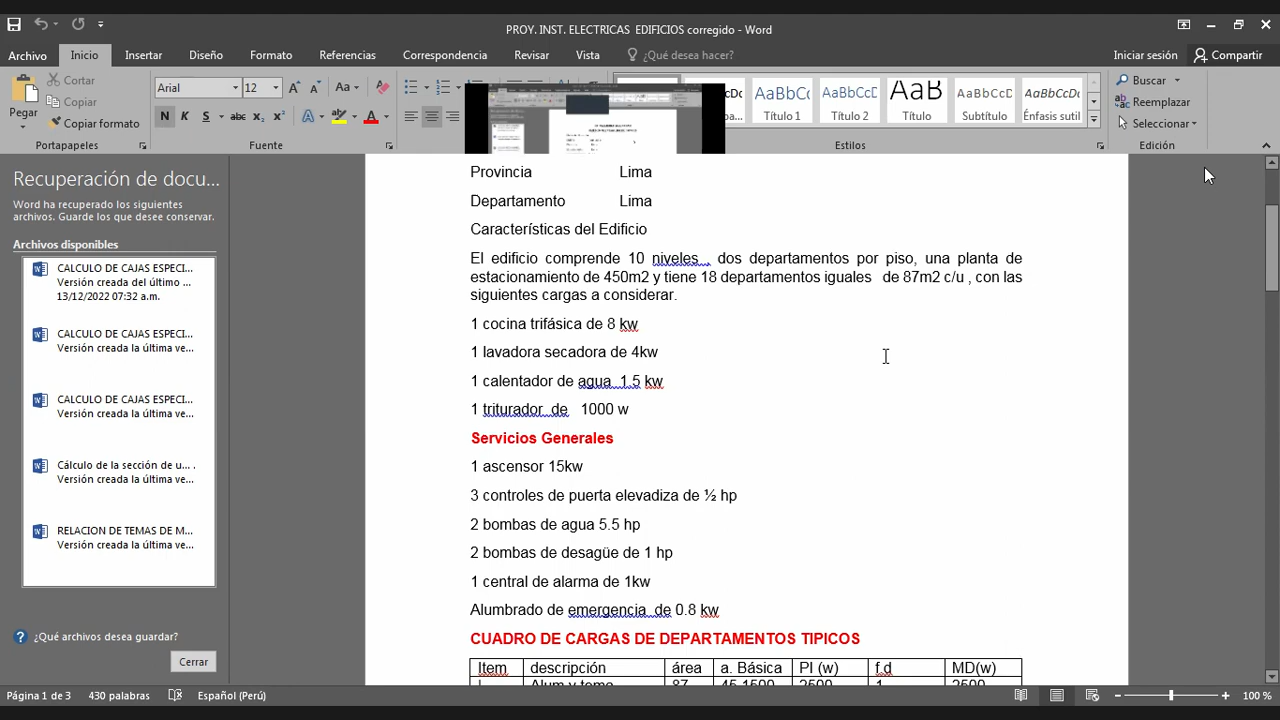 PROY. INST. ELECTRICAS EDIFICIOS corregido - Word
Archivo Inicio Insertar Diseño Formato Referencias Correspondencia Revisar Vista ¿Qué desea hacer? Iniciar sesión Compartir
Pegar
Cortar
Copiar
Copiar formato
Portapapeles
Arial 12
N K S abc x₂ x²
Fuente
AaBbCc AaBbCc AaB AaBbCcD AaBbCcDc
Título 1 Título 2 Título Subtítulo Énfasis sutil
Estilos
Buscar
Reemplazar
Seleccionar
Edición
Recuperación de docu...
Word ha recuperado los siguientes
archivos. Guarde los que desee conservar.
Archivos disponibles
CALCULO DE CAJAS ESPECI...
Versión creada del último ...
13/12/2022 07:32 a.m.
CALCULO DE CAJAS ESPECI...
Versión creada la última ve...
CALCULO DE CAJAS ESPECI...
Versión creada la última ve...
Cálculo de la sección de u... .
Versión creada la última ve...
RELACION DE TEMAS DE M...
Versión creada la última ve...
¿Qué archivos desea guardar?
Cerrar
Provincia Lima
Departamento Lima
Características del Edificio
El edificio comprende 10 niveles , dos departamentos por piso, una planta de
estacionamiento de 450m2 y tiene 18 departamentos iguales de 87m2 c/u , con las
siguientes cargas a considerar.
1 cocina trifásica de 8 kw
1 lavadora secadora de 4kw
1 calentador de agua 1.5 kw
1 triturador de 1000 w
Servicios Generales
1 ascensor 15kw
3 controles de puerta elevadiza de ½ hp
2 bombas de agua 5.5 hp
2 bombas de desagüe de 1 hp
1 central de alarma de 1kw
Alumbrado de emergencia de 0.8 kw
CUADRO DE CARGAS DE DEPARTAMENTOS TIPICOS
Item descripción área a. Básica PI (w) f.d MD(w)
Página 1 de 3 430 palabras Español (Perú) 100 %